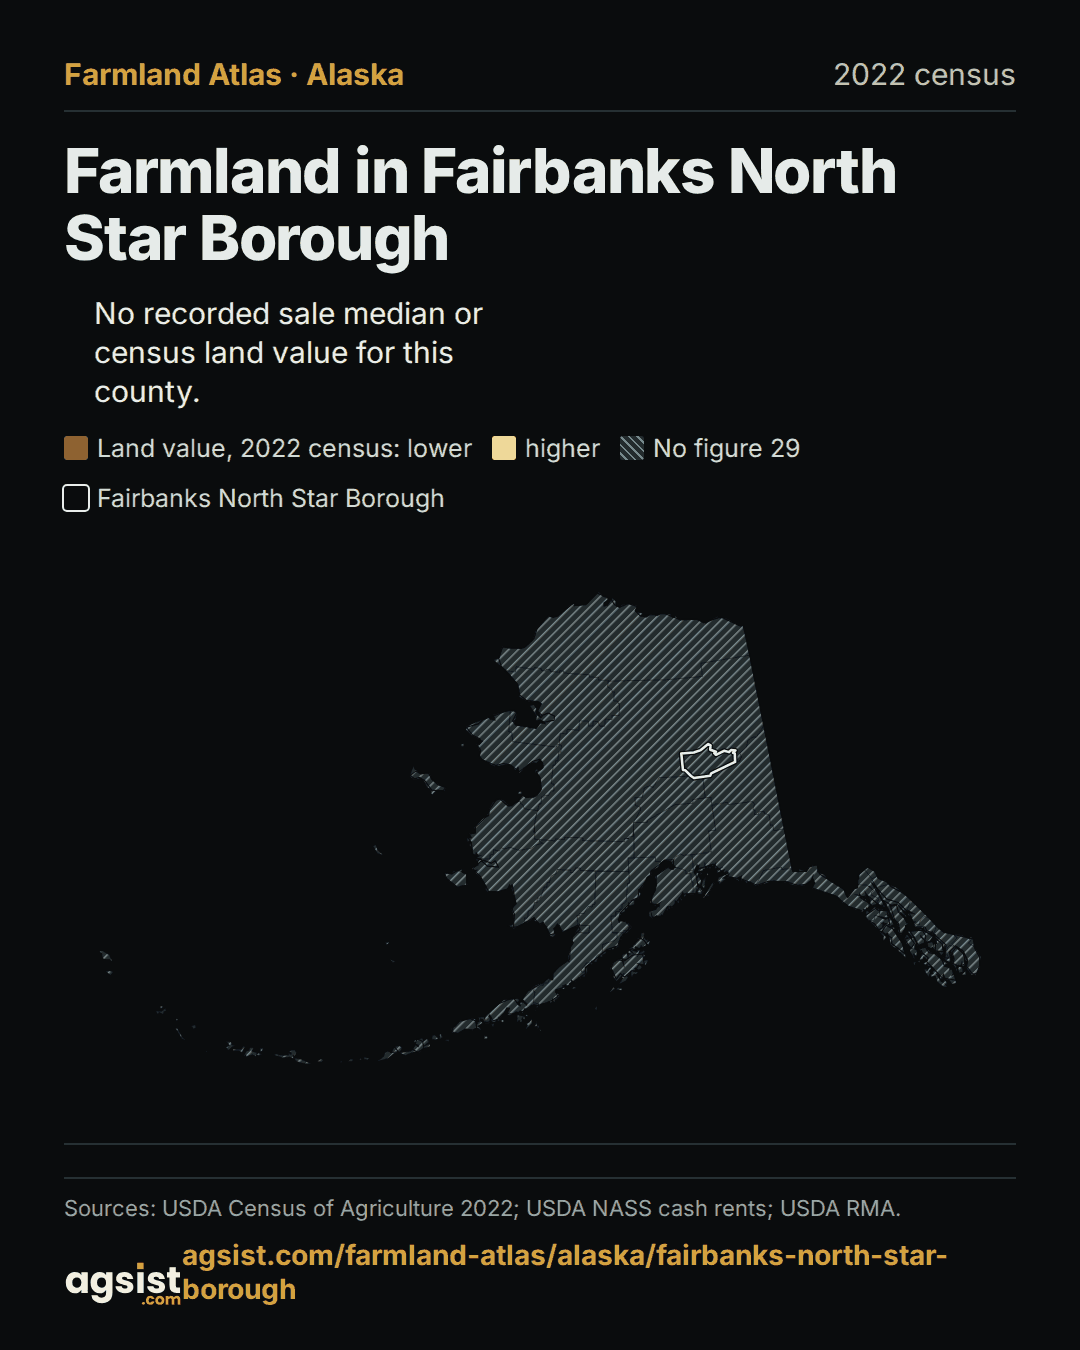 Farmland Atlas · Alaska
2022 census
Farmland in Fairbanks North
Star Borough
No recorded sale median or
census land value for this
county.
Land value, 2022 census: lower
higher
No figure 29
Fairbanks North Star Borough
Sources: USDA Census of Agriculture 2022; USDA NASS cash rents; USDA RMA.
agsist.com
agsist.com/farmland-atlas/alaska/fairbanks-north-star-
borough